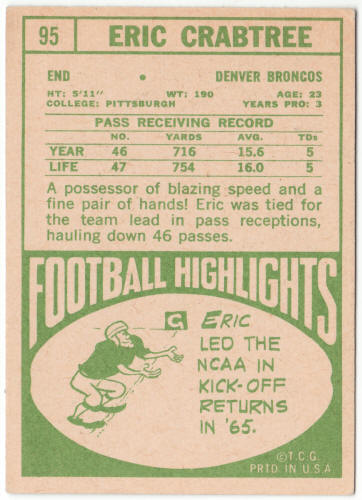 95 ERIC CRABTREE
END • DENVER BRONCOS
HT: 5'11" WT: 190 AGE: 23
COLLEGE: PITTSBURGH YEARS PRO: 3
PASS RECEIVING RECORD
NO. YARDS AVG. TDs
YEAR 46 716 15.6 5
LIFE 47 754 16.0 5
A possessor of blazing speed and a
fine pair of hands! Eric was tied for
the team lead in pass receptions,
hauling down 46 passes.
FOOTBALL HIGHLIGHTS
C
ERIC
LED THE
NCAA IN
KICK-OFF
RETURNS
IN '65.
©T.C.G.
PRTD IN U.S.A